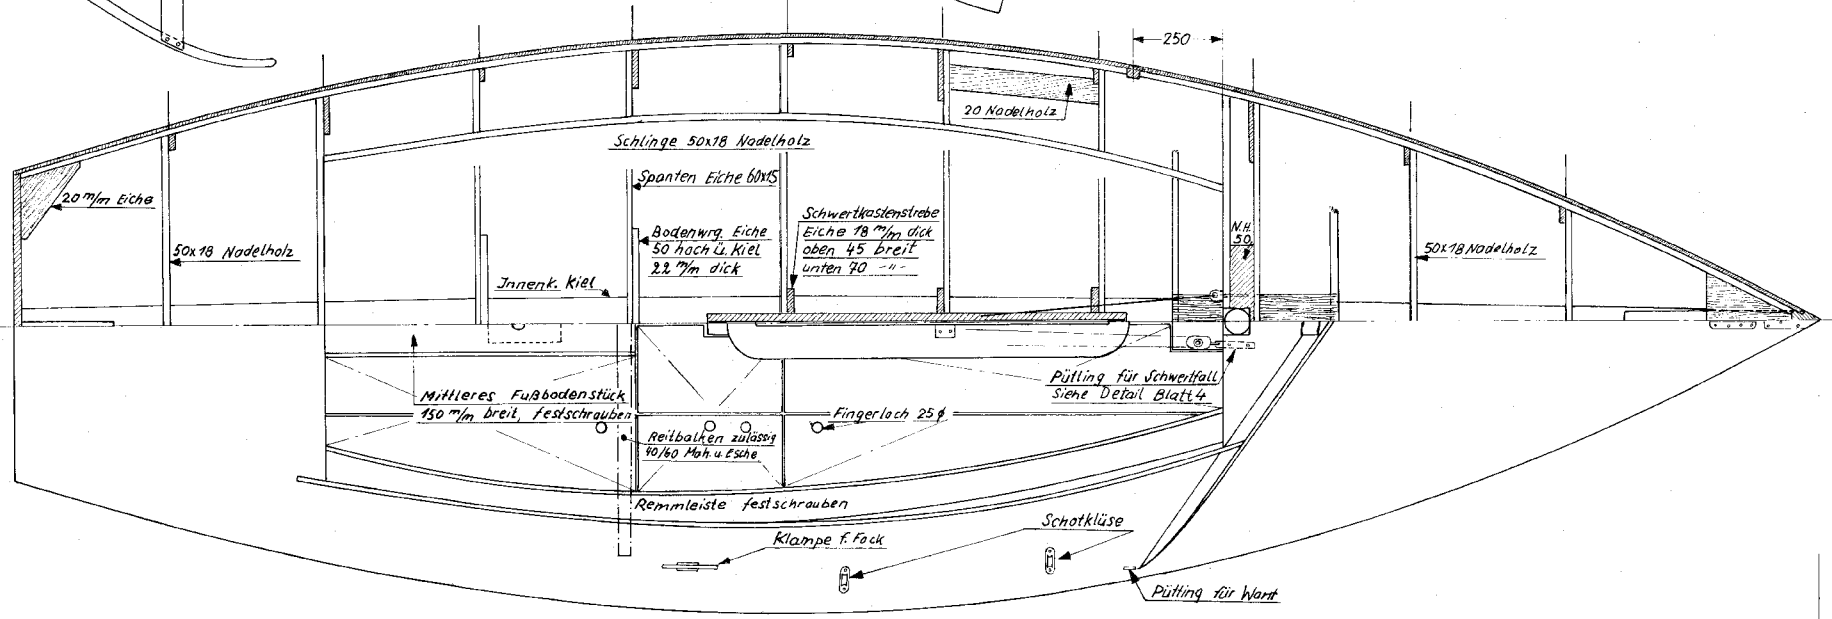 250
20 Nadelholz
Schlinge 50x18 Nadelholz
Spanten Eiche 60x15
20 m/m Eiche
Schwertkastenstrebe
Eiche 18 m/m dick
oben 45 breit
unten 70 -"-
Bodenwrg. Eiche
50 hoch ü. Kiel
22 m/m dick
N.H.
50
50x18 Nadelholz
50x18 Nadelholz
Innenk. Kiel
Mittleres Fußbodenstück
150 m/m breit, festschrauben
Pütting für Schwertfall
Siehe Detail Blatt 4
Fingerloch 25 ϕ
Reitbalken zulässig
40/60 Mah. u. Esche
Remmleiste festschrauben
Schotklüse
Klampe f. Fock
Pütting für Want